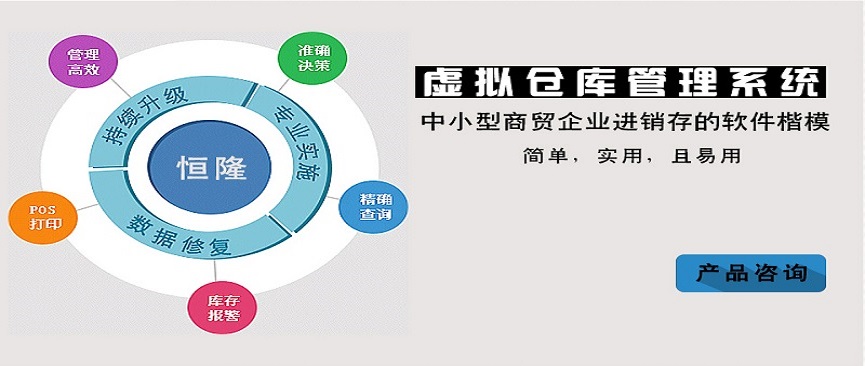 管理
高效
准确
决策
持续升级
专业实施
恒隆
数据修复
POS
打印
精确
查询
库存
报警
虚拟仓库管理系统
中小型商贸企业进销存的软件楷模
简单，实用，且易用
产品咨询